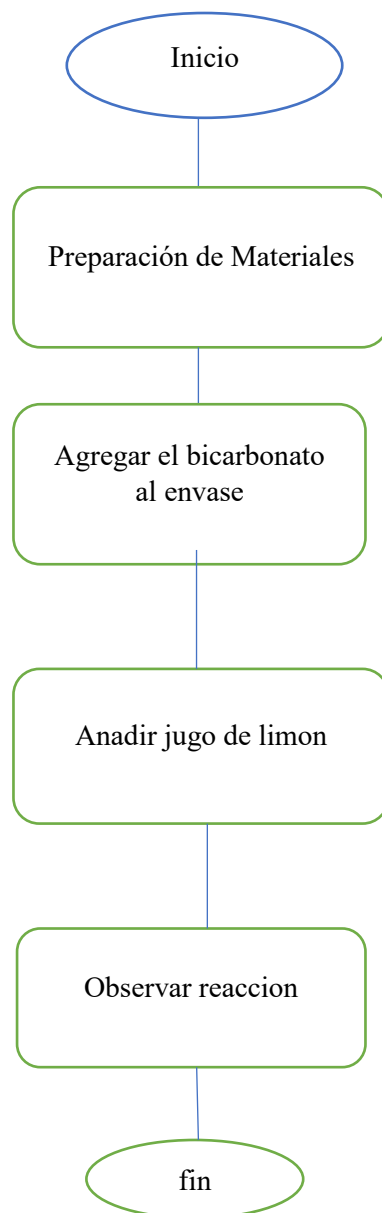 Inicio
Preparación de Materiales
Agregar el bicarbonato
al envase
Anadir jugo de limon
Observar reaccion
fin